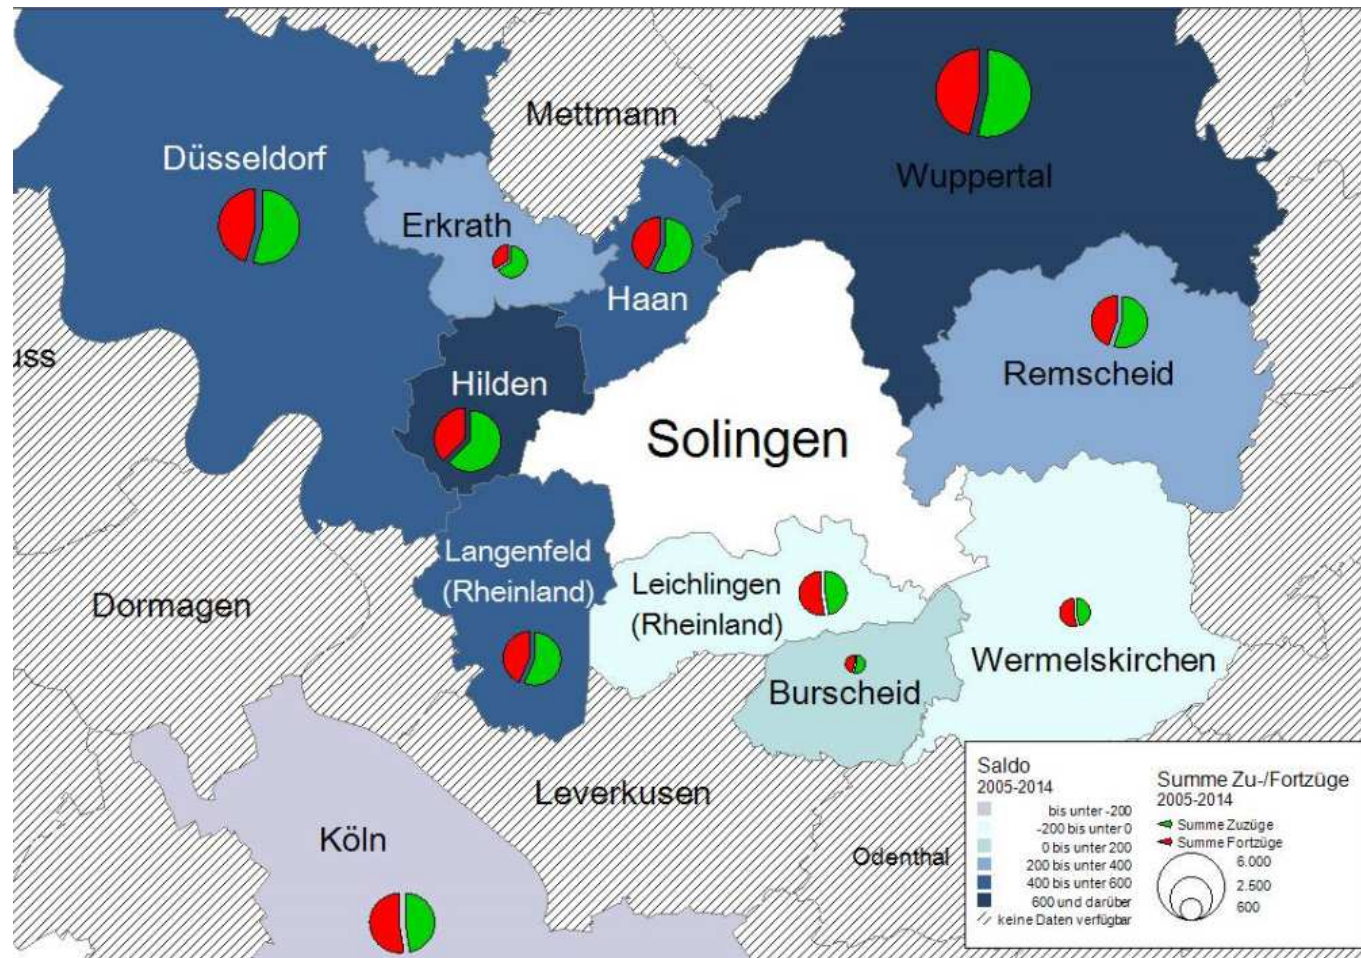 Mettmann
Düsseldorf
Wuppertal
Erkrath
Haan
uss
Hilden
Remscheid
Solingen
Langenfeld
(Rheinland)
Leichlingen
(Rheinland)
Dormagen
Wermelskirchen
Burscheid
Leverkusen
Köln
Odenthal
Saldo
2005-2014
bis unter -200
-200 bis unter 0
0 bis unter 200
200 bis unter 400
400 bis unter 600
600 und darüber
keine Daten verfügbar
Summe Zu-/Fortzüge
2005-2014
Summe Zuzüge
Summe Fortzüge
6.000
2.500
600